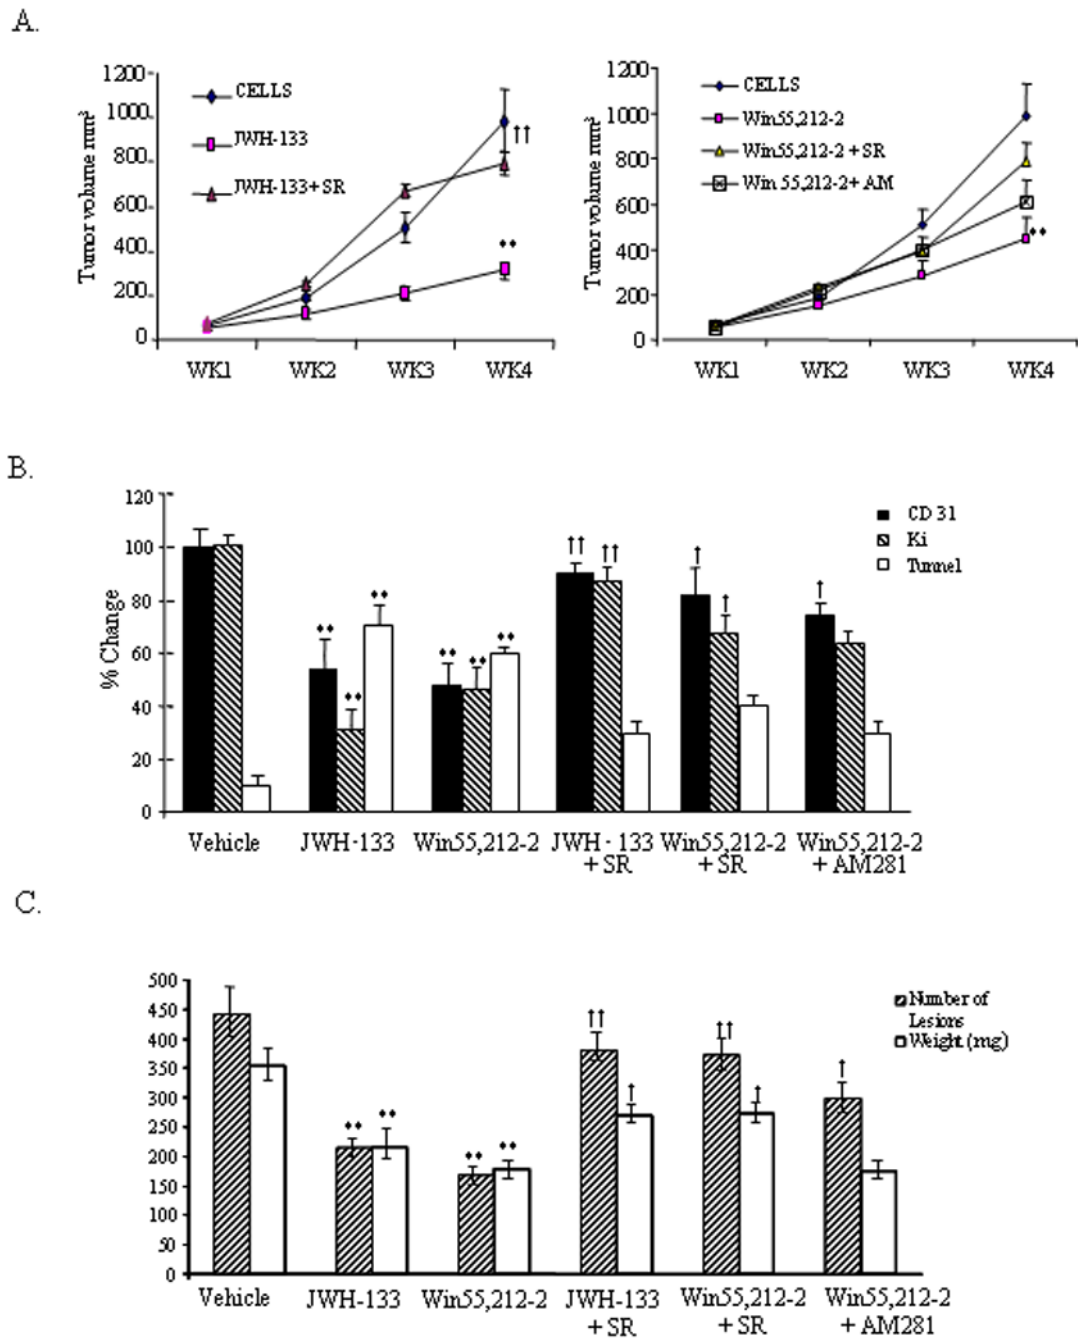 A.
1200
1000
800
600
400
200
0
Tumor volume mm³
CELLS
JWH-133
JWH-133+SR
††
**
WK1 WK2 WK3 WK4
1200
1000
800
600
400
200
0
Tumor volume mm³
CELLS
Win55,212-2
Win55,212-2 + SR
Win 55,212-2+ AM
**
WK1 WK2 WK3 WK4
B.
120
100
80
60
40
20
0
% Change
CD 31
Ki
Tunnel
** ** **
** ** **
†† ††
† †
†
Vehicle JWH-133 Win55,212-2 JWH-133 Win55,212-2 Win55,212-2
+ SR + SR + AM281
C.
500
450
400
350
300
250
200
150
100
50
0
Number of
Lesions
Weight (mg)
** **
** **
†† †
†† †
†
Vehicle JWH-133 Win55,212-2 JWH-133 Win55,212-2 Win55,212-2
+ SR + SR + AM281